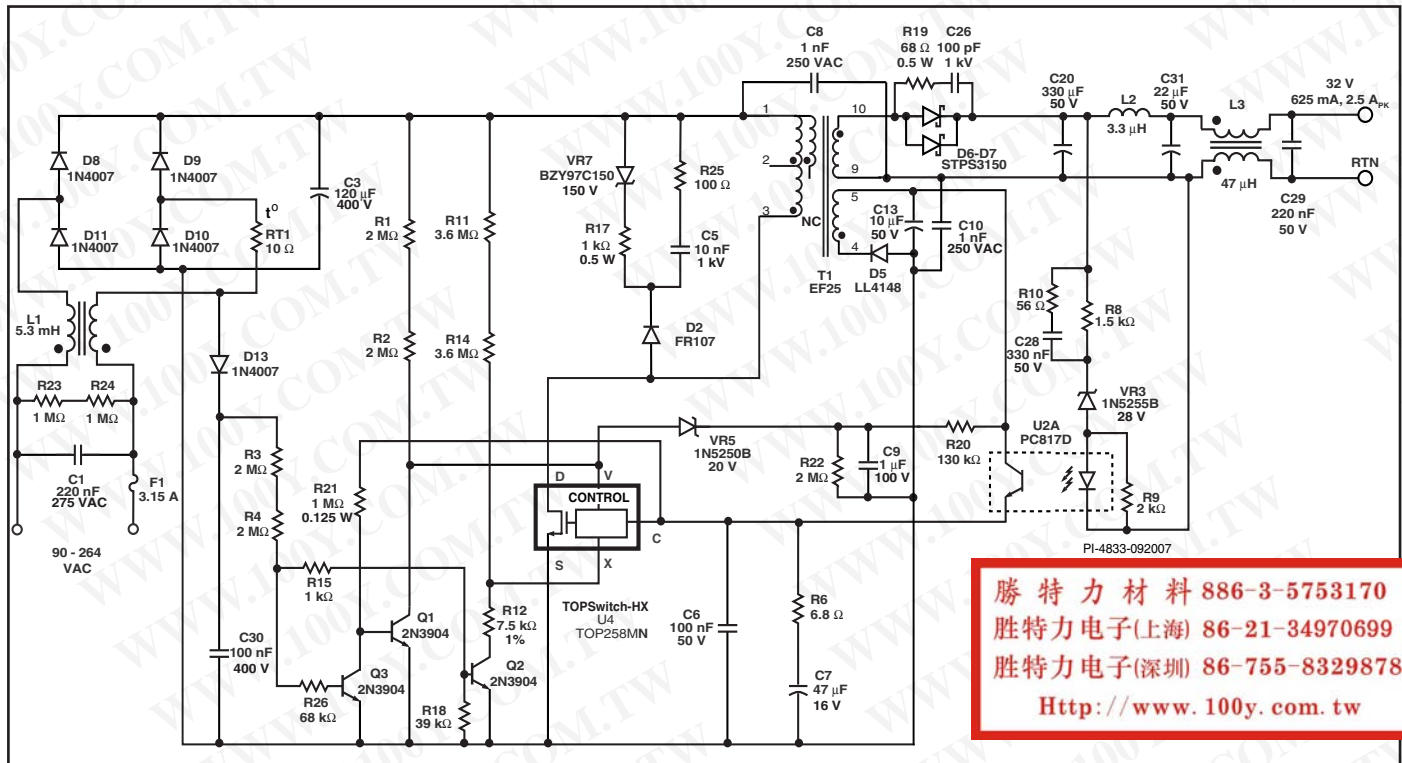 C8
1 nF
250 VAC
R19
68 Ω
0.5 W
C26
100 pF
1 kV
C20
330 µF
50 V
C31
22 µF
50 V
L2
3.3 µH
L3
47 µH
32 V
625 mA, 2.5 A PK
RTN
C29
220 nF
50 V
1
2
3
10
9
5
4
NC
D6-D7
STPS3150
D8
1N4007
D9
1N4007
D11
1N4007
D10
1N4007
C3
120 µF
400 V
tº
RT1
10 Ω
R1
2 MΩ
R11
3.6 MΩ
VR7
BZY97C150
150 V
R25
100 Ω
R17
1 kΩ
0.5 W
C5
10 nF
1 kV
C13
10 µF
50 V
C10
1 nF
250 VAC
T1
EF25
D5
LL4148
R10
56 Ω
R8
1.5 kΩ
C28
330 nF
50 V
VR3
1N5255B
28 V
L1
5.3 mH
D13
1N4007
R2
2 MΩ
R14
3.6 MΩ
D2
FR107
R23
1 MΩ
R24
1 MΩ
C1
220 nF
275 VAC
F1
3.15 A
90 - 264
VAC
R3
2 MΩ
R4
2 MΩ
R21
1 MΩ
0.125 W
VR5
1N5250B
20 V
R22
2 MΩ
C9
1 µF
100 V
R20
130 kΩ
U2A
PC817D
R9
2 kΩ
D
V
CONTROL
C
S
X
TOPSwitch-HX
U4
TOP258MN
R15
1 kΩ
R12
7.5 kΩ
1%
Q1
2N3904
Q2
2N3904
Q3
2N3904
C30
100 nF
400 V
R26
68 kΩ
R18
39 kΩ
C6
100 nF
50 V
R6
6.8 Ω
C7
47 µF
16 V
PI-4833-092007
勝特力材料 886-3-5753170
胜特力电子(上海) 86-21-34970699
胜特力电子(深圳) 86-755-8329878
Http://www.100y.com.tw
WWW.100Y.COM.TW